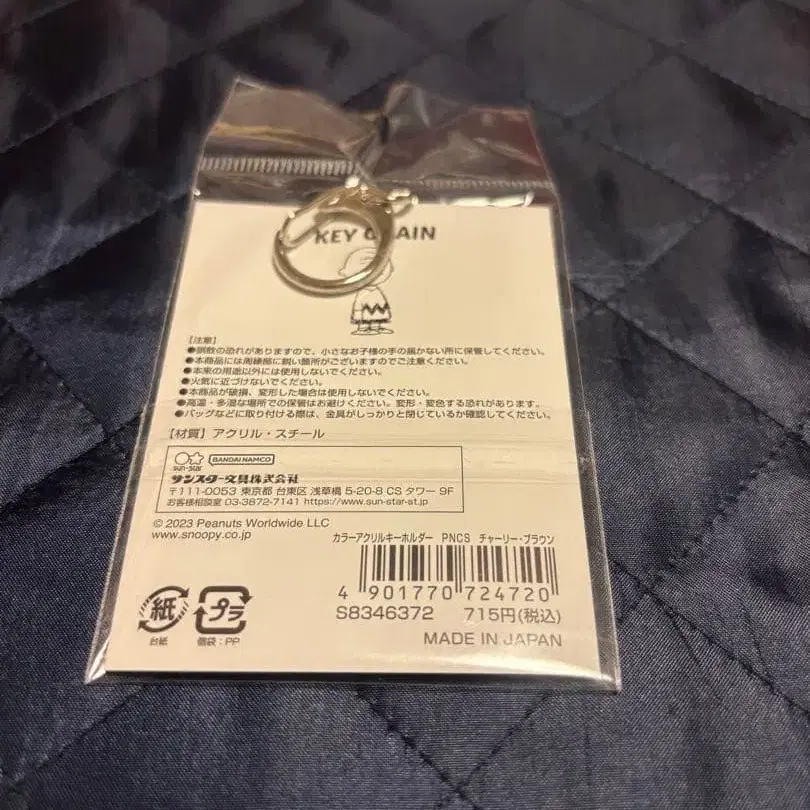 KEY CHAIN
【注意】
●誤飲の恐れがありますので、小さなお子様の手の届かない所に保管してください。
●本商品には周縁部に鋭い箇所がございますのでご注意ください。
●本来の用途以外には使用しないでください。
●火気に近づけないでください。
●本商品が破損、変形した場合は使用しないでください。
●高温・多湿な場所での保管はお避けください。変形・変色する恐れがあります。
●バッグなどに取り付ける際は、金具がしっかりと閉じているか確認してください。
【材質】アクリル・スチール
sun-star BANDAI NAMCO
サンスター文具株式会社
〒111-0053 東京都 台東区 浅草橋 5-20-8 CS タワー 9F
お客様相談室 03-3872-7141 https://www.sun-star-st.jp
© 2023 Peanuts Worldwide LLC
www.snoopy.co.jp
カラーアクリルキーホルダー PNCS チャーリー・ブラウン
4 901770 724720
S8346372 715円(税込)
MADE IN JAPAN
紙 プラ
台紙 個袋:PP